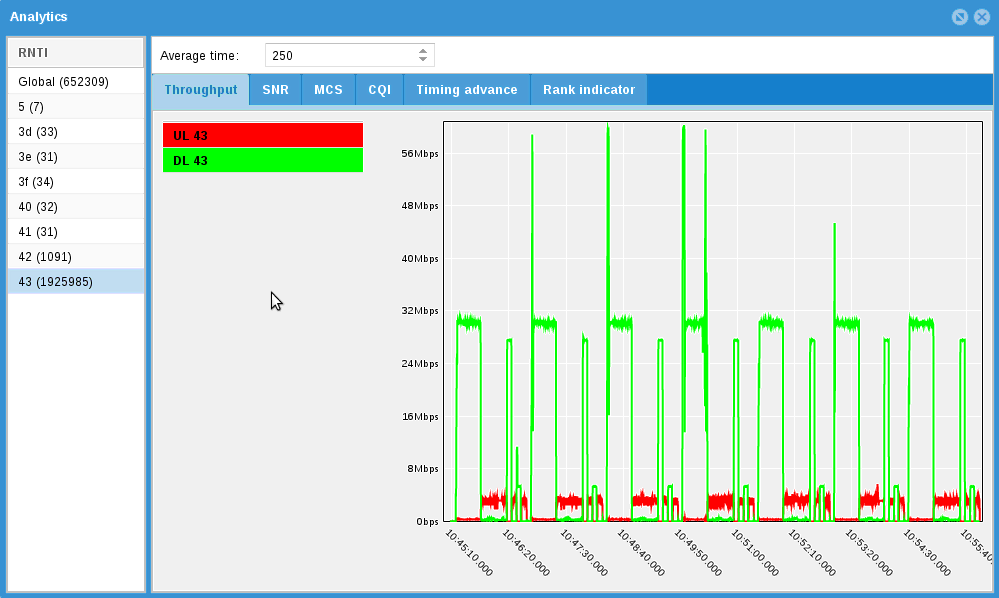 Analytics
RNTI
Global (652309)
5 (7)
3d (33)
3e (31)
3f (34)
40 (32)
41 (31)
42 (1091)
43 (1925985)
Average time: 250
Throughput SNR MCS CQI Timing advance Rank indicator
UL 43
DL 43
56Mbps
48Mbps
40Mbps
32Mbps
24Mbps
16Mbps
8Mbps
0bps
10:45:10.000 10:46:20.000 10:47:30.000 10:48:40.000 10:49:50.000 10:51:00.000 10:52:10.000 10:53:20.000 10:54:30.000 10:55:40.